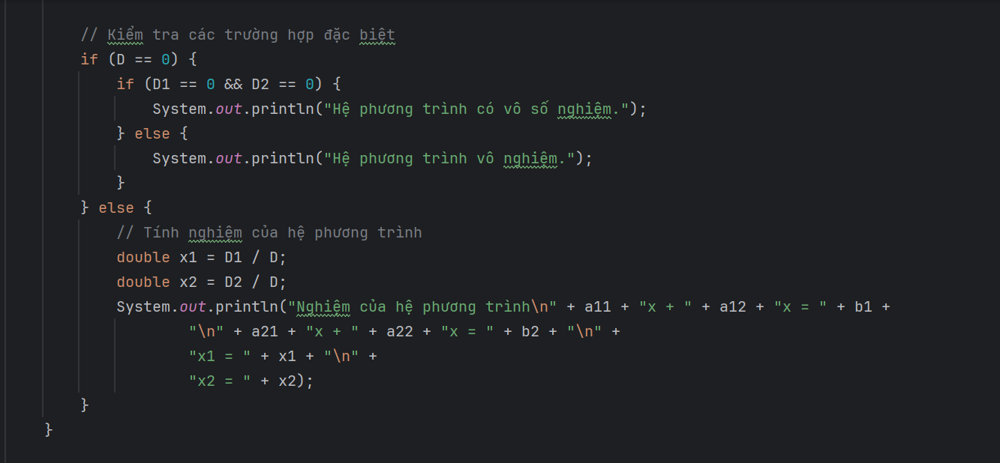 // Kiểm tra các trường hợp đặc biệt
if (D == 0) {
if (D1 == 0 && D2 == 0) {
System.out.println("Hệ phương trình có vô số nghiệm.");
} else {
System.out.println("Hệ phương trình vô nghiệm.");
}
} else {
// Tính nghiệm của hệ phương trình
double x1 = D1 / D;
double x2 = D2 / D;
System.out.println("Nghiệm của hệ phương trình\n" + a11 + "x + " + a12 + "x = " + b1 +
"\n" + a21 + "x + " + a22 + "x = " + b2 + "\n" +
"x1 = " + x1 + "\n" +
"x2 = " + x2);
}
}